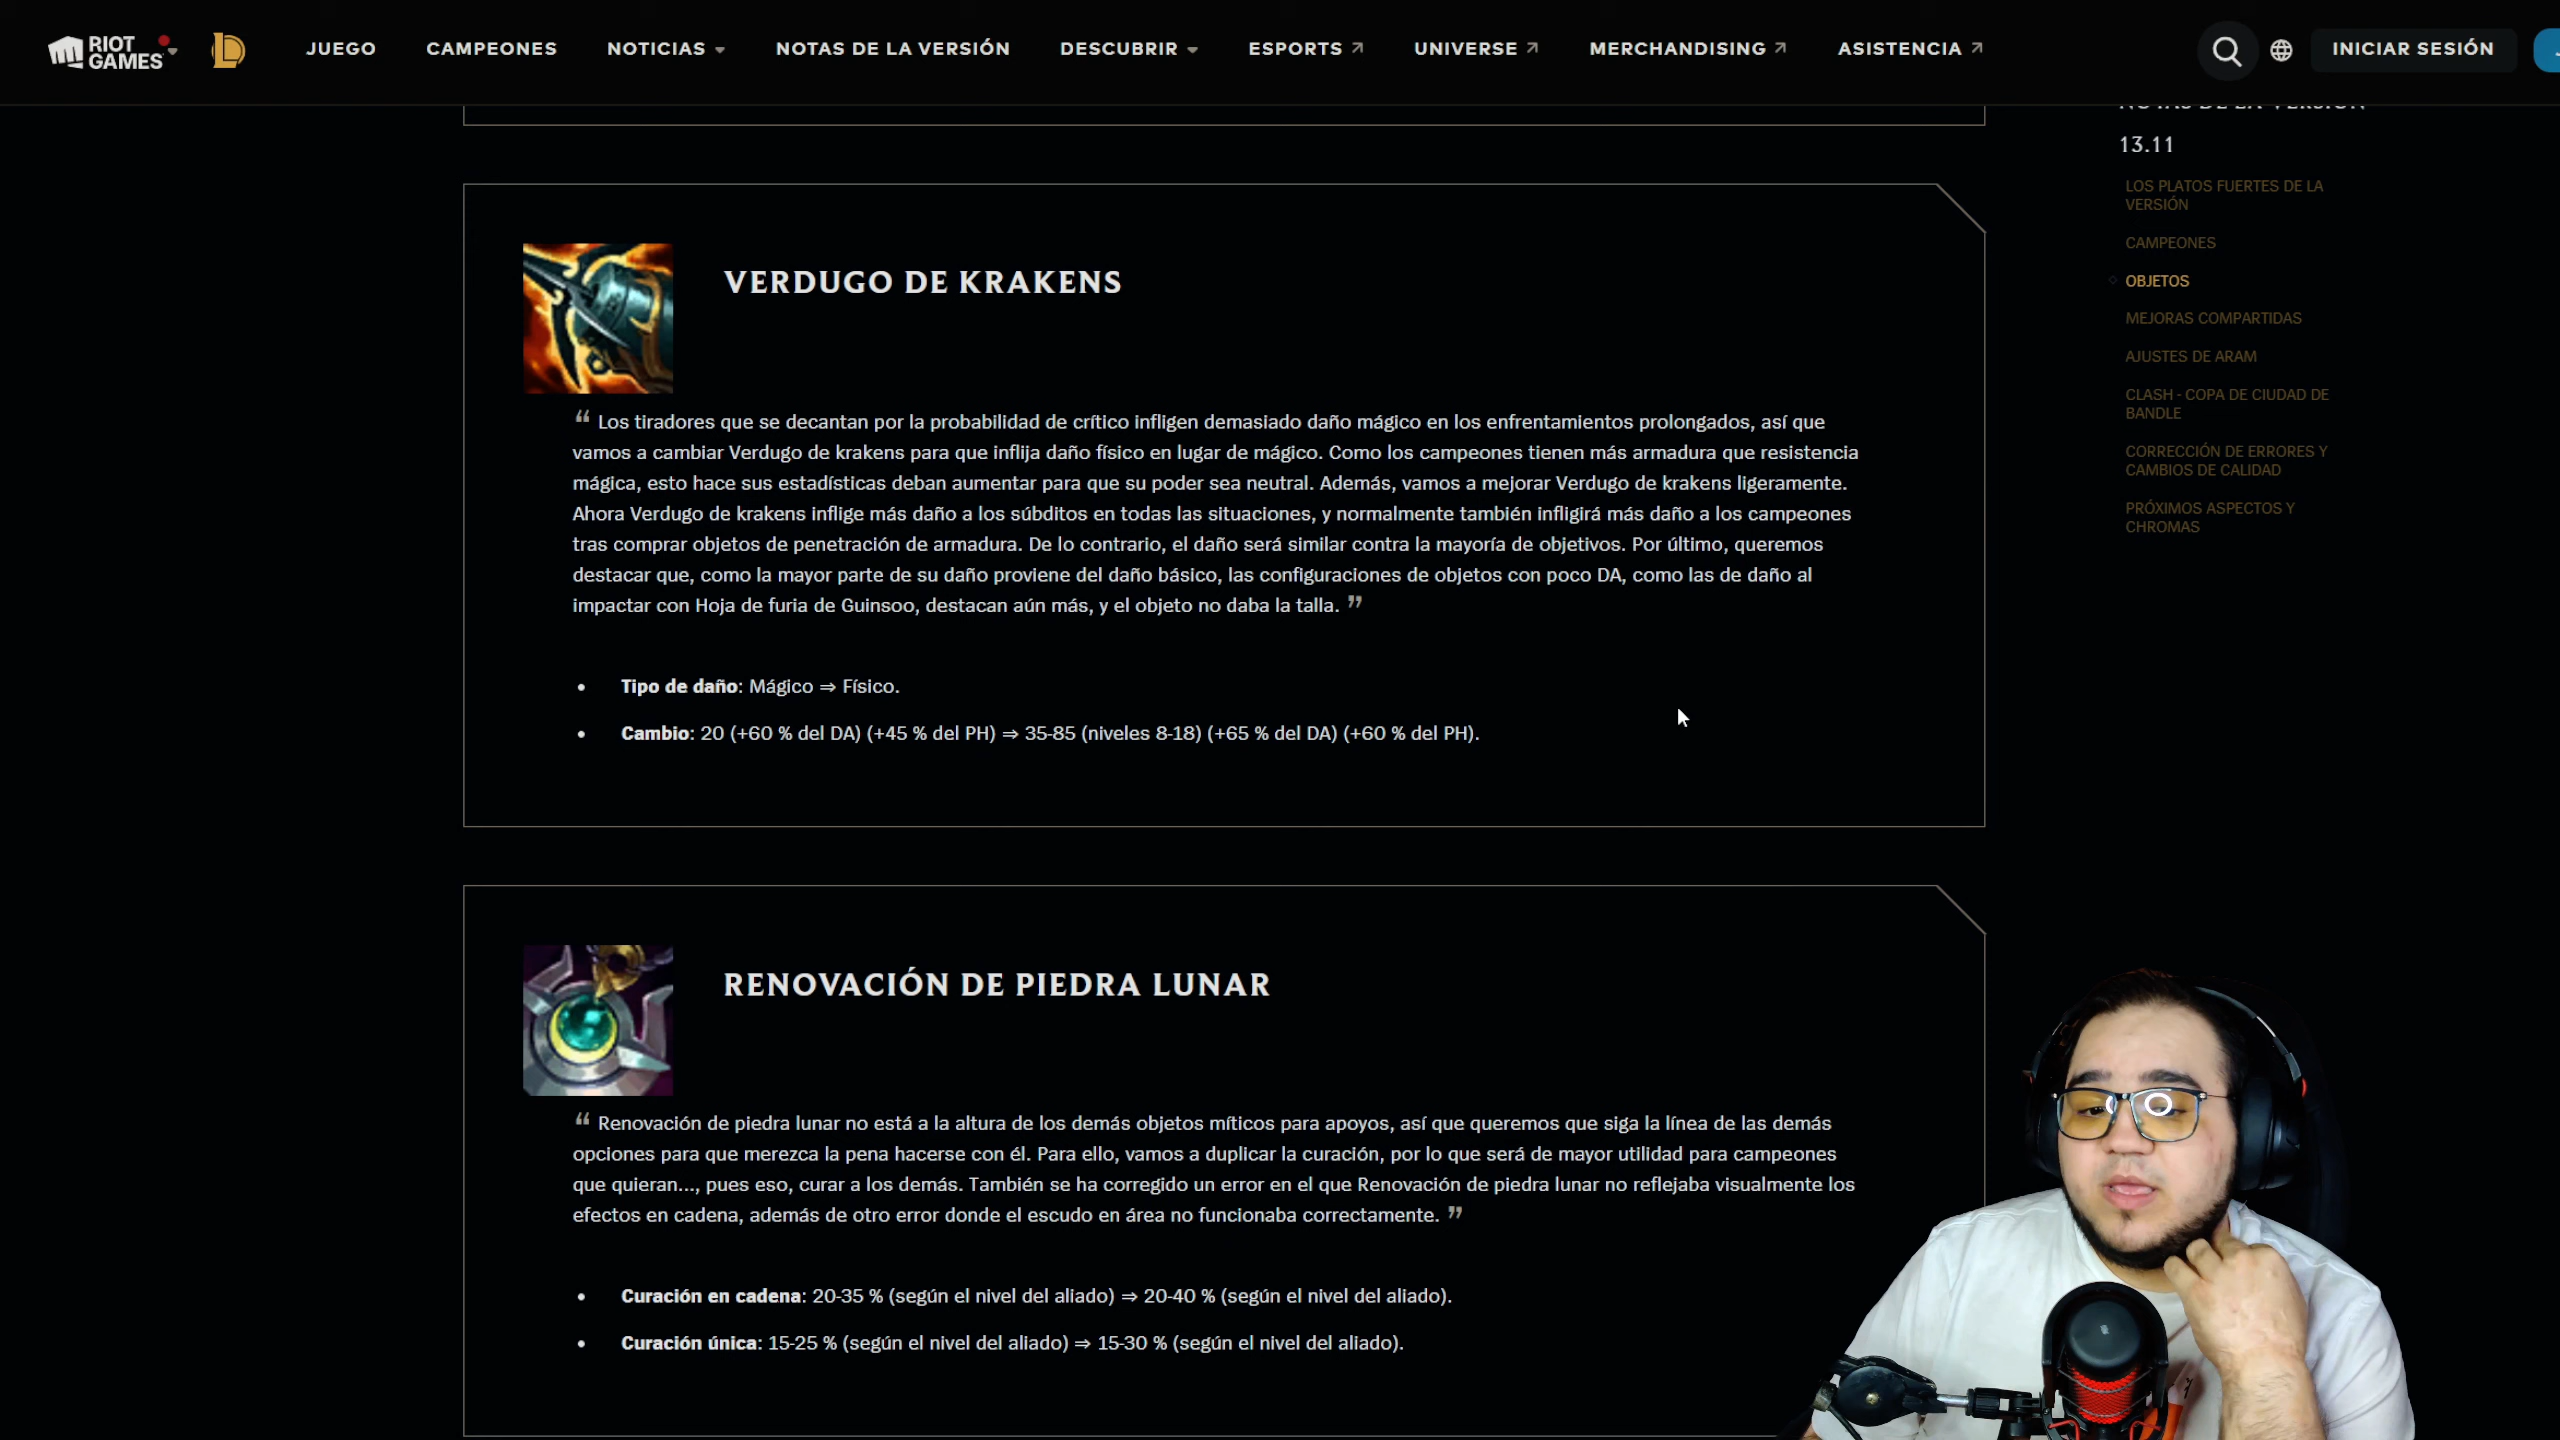 RIOT GAMES
JUEGO CAMPEONES NOTICIAS NOTAS DE LA VERSIÓN DESCUBRIR ESPORTS UNIVERSE MERCHANDISING ASISTENCIA INICIAR SESIÓN
NOTAS DE LA VERSIÓN
13.11
LOS PLATOS FUERTES DE LA
VERSIÓN
CAMPEONES
OBJETOS
MEJORAS COMPARTIDAS
AJUSTES DE ARAM
CLASH - COPA DE CIUDAD DE
BANDLE
CORRECCIÓN DE ERRORES Y
CAMBIOS DE CALIDAD
PRÓXIMOS ASPECTOS Y
CHROMAS
VERDUGO DE KRAKENS
“ Los tiradores que se decantan por la probabilidad de crítico infligen demasiado daño mágico en los enfrentamientos prolongados, así que
vamos a cambiar Verdugo de krakens para que inflija daño físico en lugar de mágico. Como los campeones tienen más armadura que resistencia
mágica, esto hace sus estadísticas deban aumentar para que su poder sea neutral. Además, vamos a mejorar Verdugo de krakens ligeramente.
Ahora Verdugo de krakens inflige más daño a los súbditos en todas las situaciones, y normalmente también infligirá más daño a los campeones
tras comprar objetos de penetración de armadura. De lo contrario, el daño será similar contra la mayoría de objetivos. Por último, queremos
destacar que, como la mayor parte de su daño proviene del daño básico, las configuraciones de objetos con poco DA, como las de daño al
impactar con Hoja de furia de Guinsoo, destacan aún más, y el objeto no daba la talla. ”
• Tipo de daño: Mágico ⇒ Físico.
• Cambio: 20 (+60 % del DA) (+45 % del PH) ⇒ 35-85 (niveles 8-18) (+65 % del DA) (+60 % del PH).
RENOVACIÓN DE PIEDRA LUNAR
“ Renovación de piedra lunar no está a la altura de los demás objetos míticos para apoyos, así que queremos que siga la línea de las demás
opciones para que merezca la pena hacerse con él. Para ello, vamos a duplicar la curación, por lo que será de mayor utilidad para campeones
que quieran..., pues eso, curar a los demás. También se ha corregido un error en el que Renovación de piedra lunar no reflejaba visualmente los
efectos en cadena, además de otro error donde el escudo en área no funcionaba correctamente. ”
• Curación en cadena: 20-35 % (según el nivel del aliado) ⇒ 20-40 % (según el nivel del aliado).
• Curación única: 15-25 % (según el nivel del aliado) ⇒ 15-30 % (según el nivel del aliado).